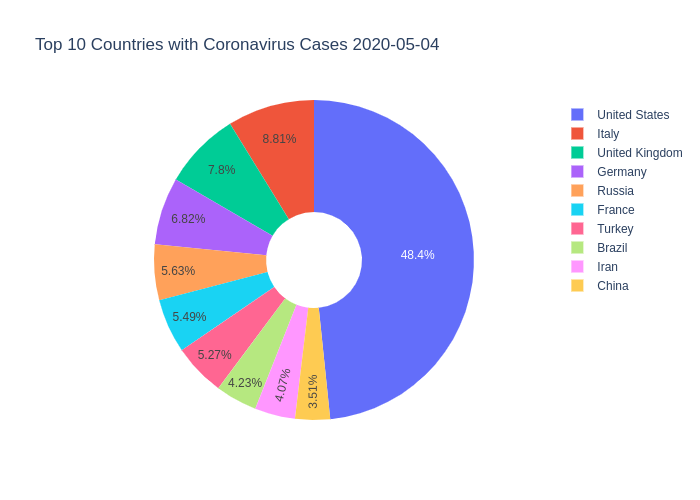 Top 10 Countries with Coronavirus Cases 2020-05-04
United States
Italy
United Kingdom
Germany
Russia
France
Turkey
Brazil
Iran
China
8.81%
7.8%
6.82%
5.63%
5.49%
5.27%
4.23%
4.07%
3.51%
48.4%